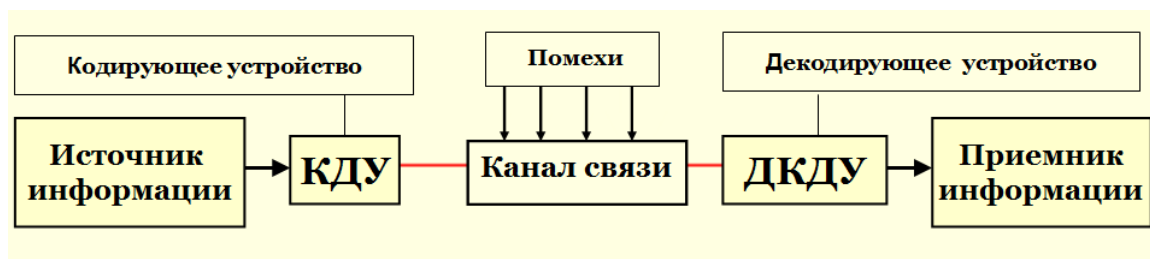 Кодирующее устройство
Помехи
Декодирующее устройство
Источник
информации
КДУ
Канал связи
ДКДУ
Приемник
информации